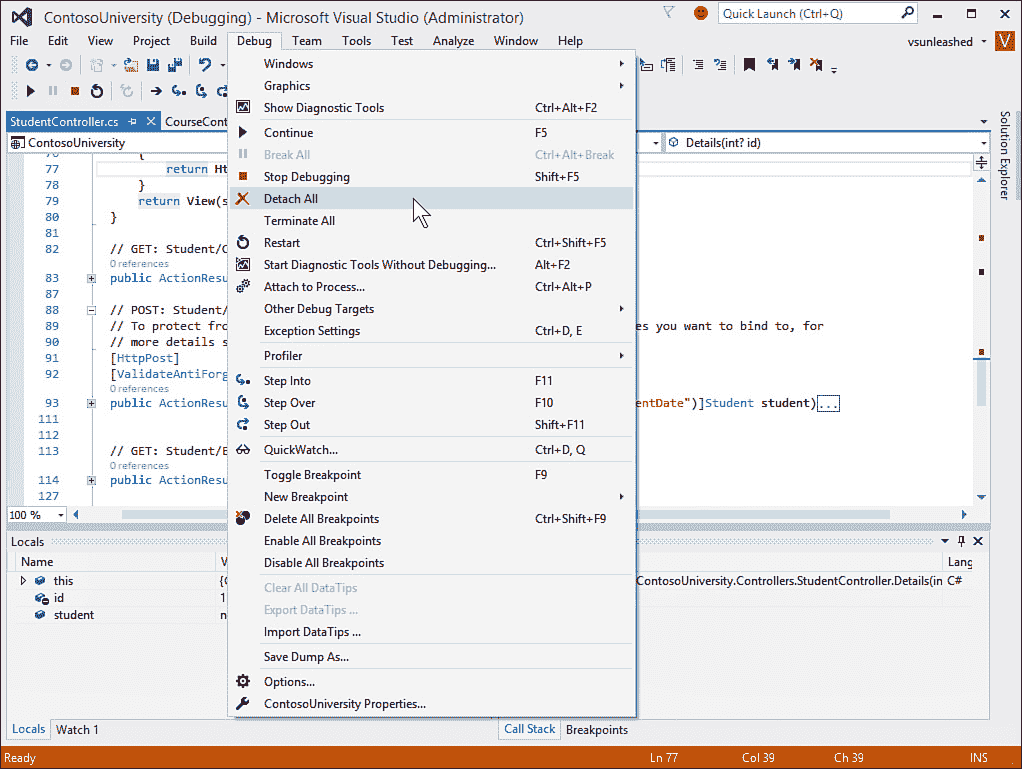 ContosoUniversity (Debugging) - Microsoft Visual Studio (Administrator)
Quick Launch (Ctrl+Q)
File Edit View Project Build Debug Team Tools Test Analyze Window Help
vsunleashed
V
StudentController.cs
CourseCont
ContosoUniversity
Details(int? id)
Solution Explorer
Windows
Graphics
Show Diagnostic Tools Ctrl+Alt+F2
Continue F5
Break All Ctrl+Alt+Break
Stop Debugging Shift+F5
Detach All
Terminate All
Restart Ctrl+Shift+F5
Start Diagnostic Tools Without Debugging... Alt+F2
Attach to Process... Ctrl+Alt+P
Other Debug Targets
Exception Settings Ctrl+D, E
Profiler
Step Into F11
Step Over F10
Step Out Shift+F11
QuickWatch... Ctrl+D, Q
Toggle Breakpoint F9
New Breakpoint
Delete All Breakpoints Ctrl+Shift+F9
Enable All Breakpoints
Disable All Breakpoints
Clear All DataTips
Export DataTips ...
Import DataTips ...
Save Dump As...
Options...
ContosoUniversity Properties...
{
77 return Ht
78 }
79 return View(s
80 }
81
82 // GET: Student/C
0 references
83 public ActionResu
87
88 // POST: Student/
89 // To protect fro es you want to bind to, for
90 // more details s
91 [HttpPost]
92 [ValidateAntiForg
0 references
93 public ActionResu entDate")]Student student)...
111
112
113 // GET: Student/E
0 references
114 public ActionResu
127
100 %
Locals
Name V
this {C
id 1
student n
Lang
ContosoUniversity.Controllers.StudentController.Details(in C#
Locals Watch 1
Call Stack Breakpoints
Ready Ln 77 Col 39 Ch 39 INS